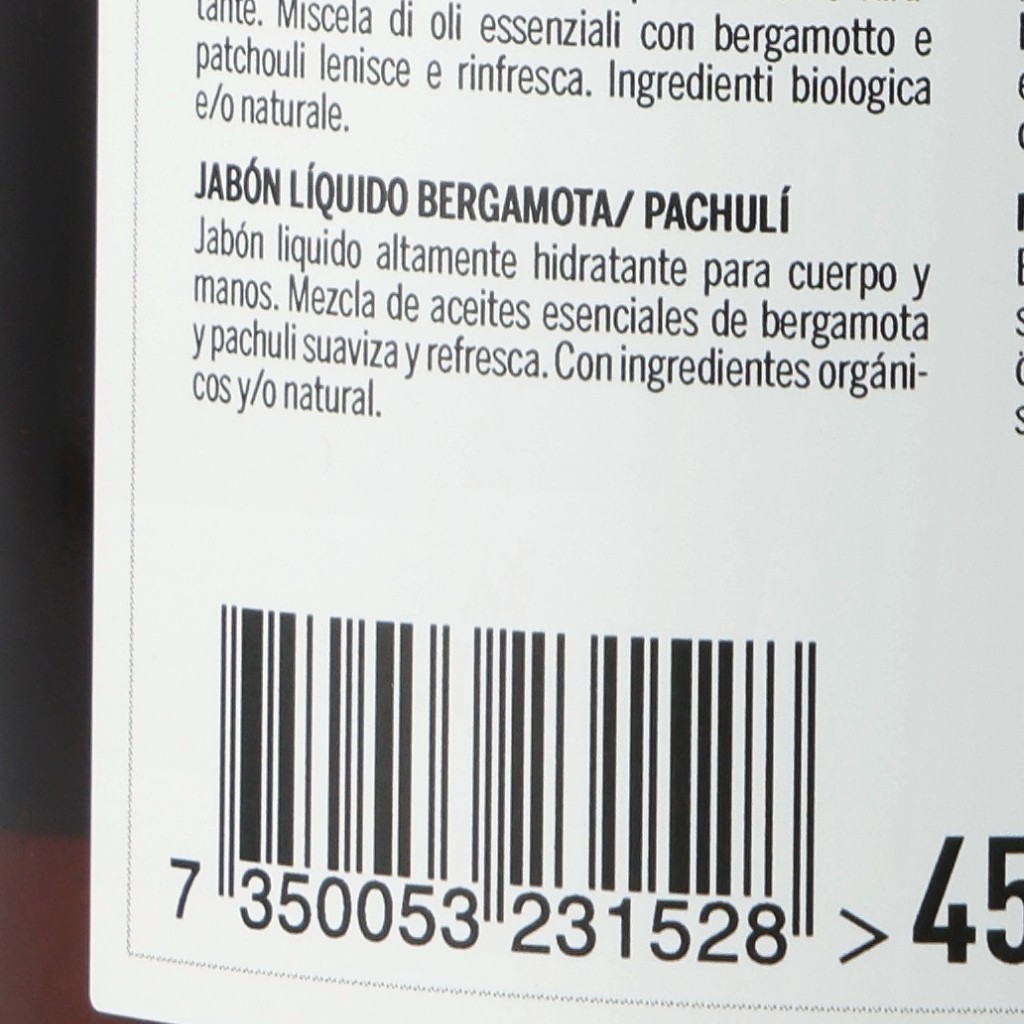 tante. Miscela di oli essenziali con bergamotto e
patchouli lenisce e rinfresca. Ingredienti biologica
e/o naturale.
JABÓN LÍQUIDO BERGAMOTA/ PACHULÍ
Jabón liquido altamente hidratante para cuerpo y
manos. Mezcla de aceites esenciales de bergamota
y pachuli suaviza y refresca. Con ingredientes orgáni-
cos y/o natural.
7 350053 231528 > 45